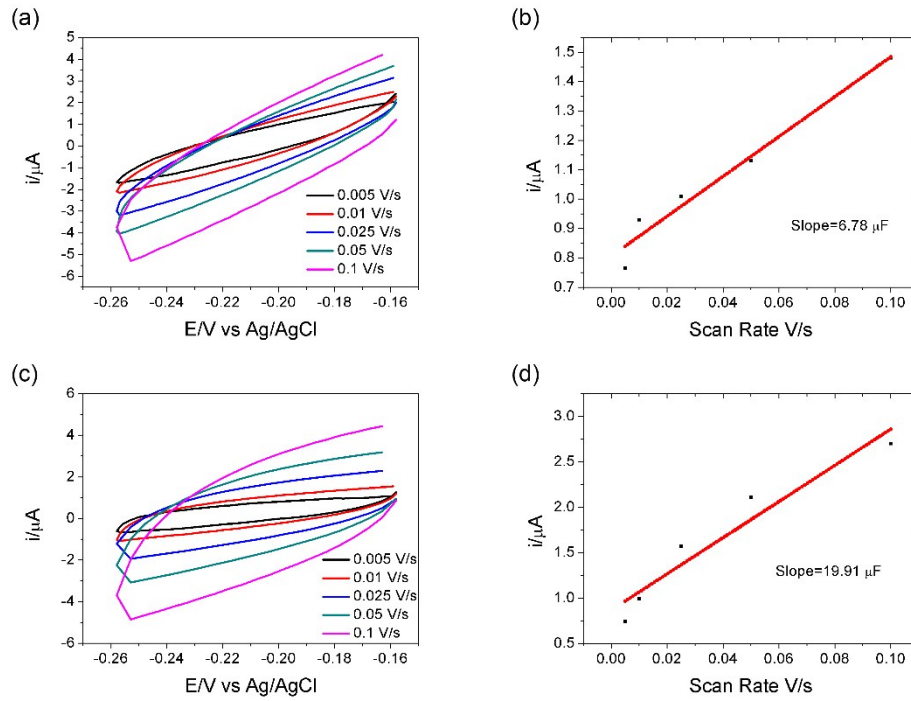 (a)
5
4
3
2
1
0
-1
-2
-3
-4
-5
-6
i/μA
0.005 V/s
0.01 V/s
0.025 V/s
0.05 V/s
0.1 V/s
-0.26 -0.24 -0.22 -0.20 -0.18 -0.16
E/V vs Ag/AgCl
(b)
1.5
1.4
1.3
1.2
1.1
1.0
0.9
0.8
0.7
i/μA
Slope=6.78 μF
0.00 0.02 0.04 0.06 0.08 0.10
Scan Rate V/s
(c)
6
4
2
0
-2
-4
-6
i/μA
0.005 V/s
0.01 V/s
0.025 V/s
0.05 V/s
0.1 V/s
-0.26 -0.24 -0.22 -0.20 -0.18 -0.16
E/V vs Ag/AgCl
(d)
3.0
2.5
2.0
1.5
1.0
0.5
i/μA
Slope=19.91 μF
0.00 0.02 0.04 0.06 0.08 0.10
Scan Rate V/s